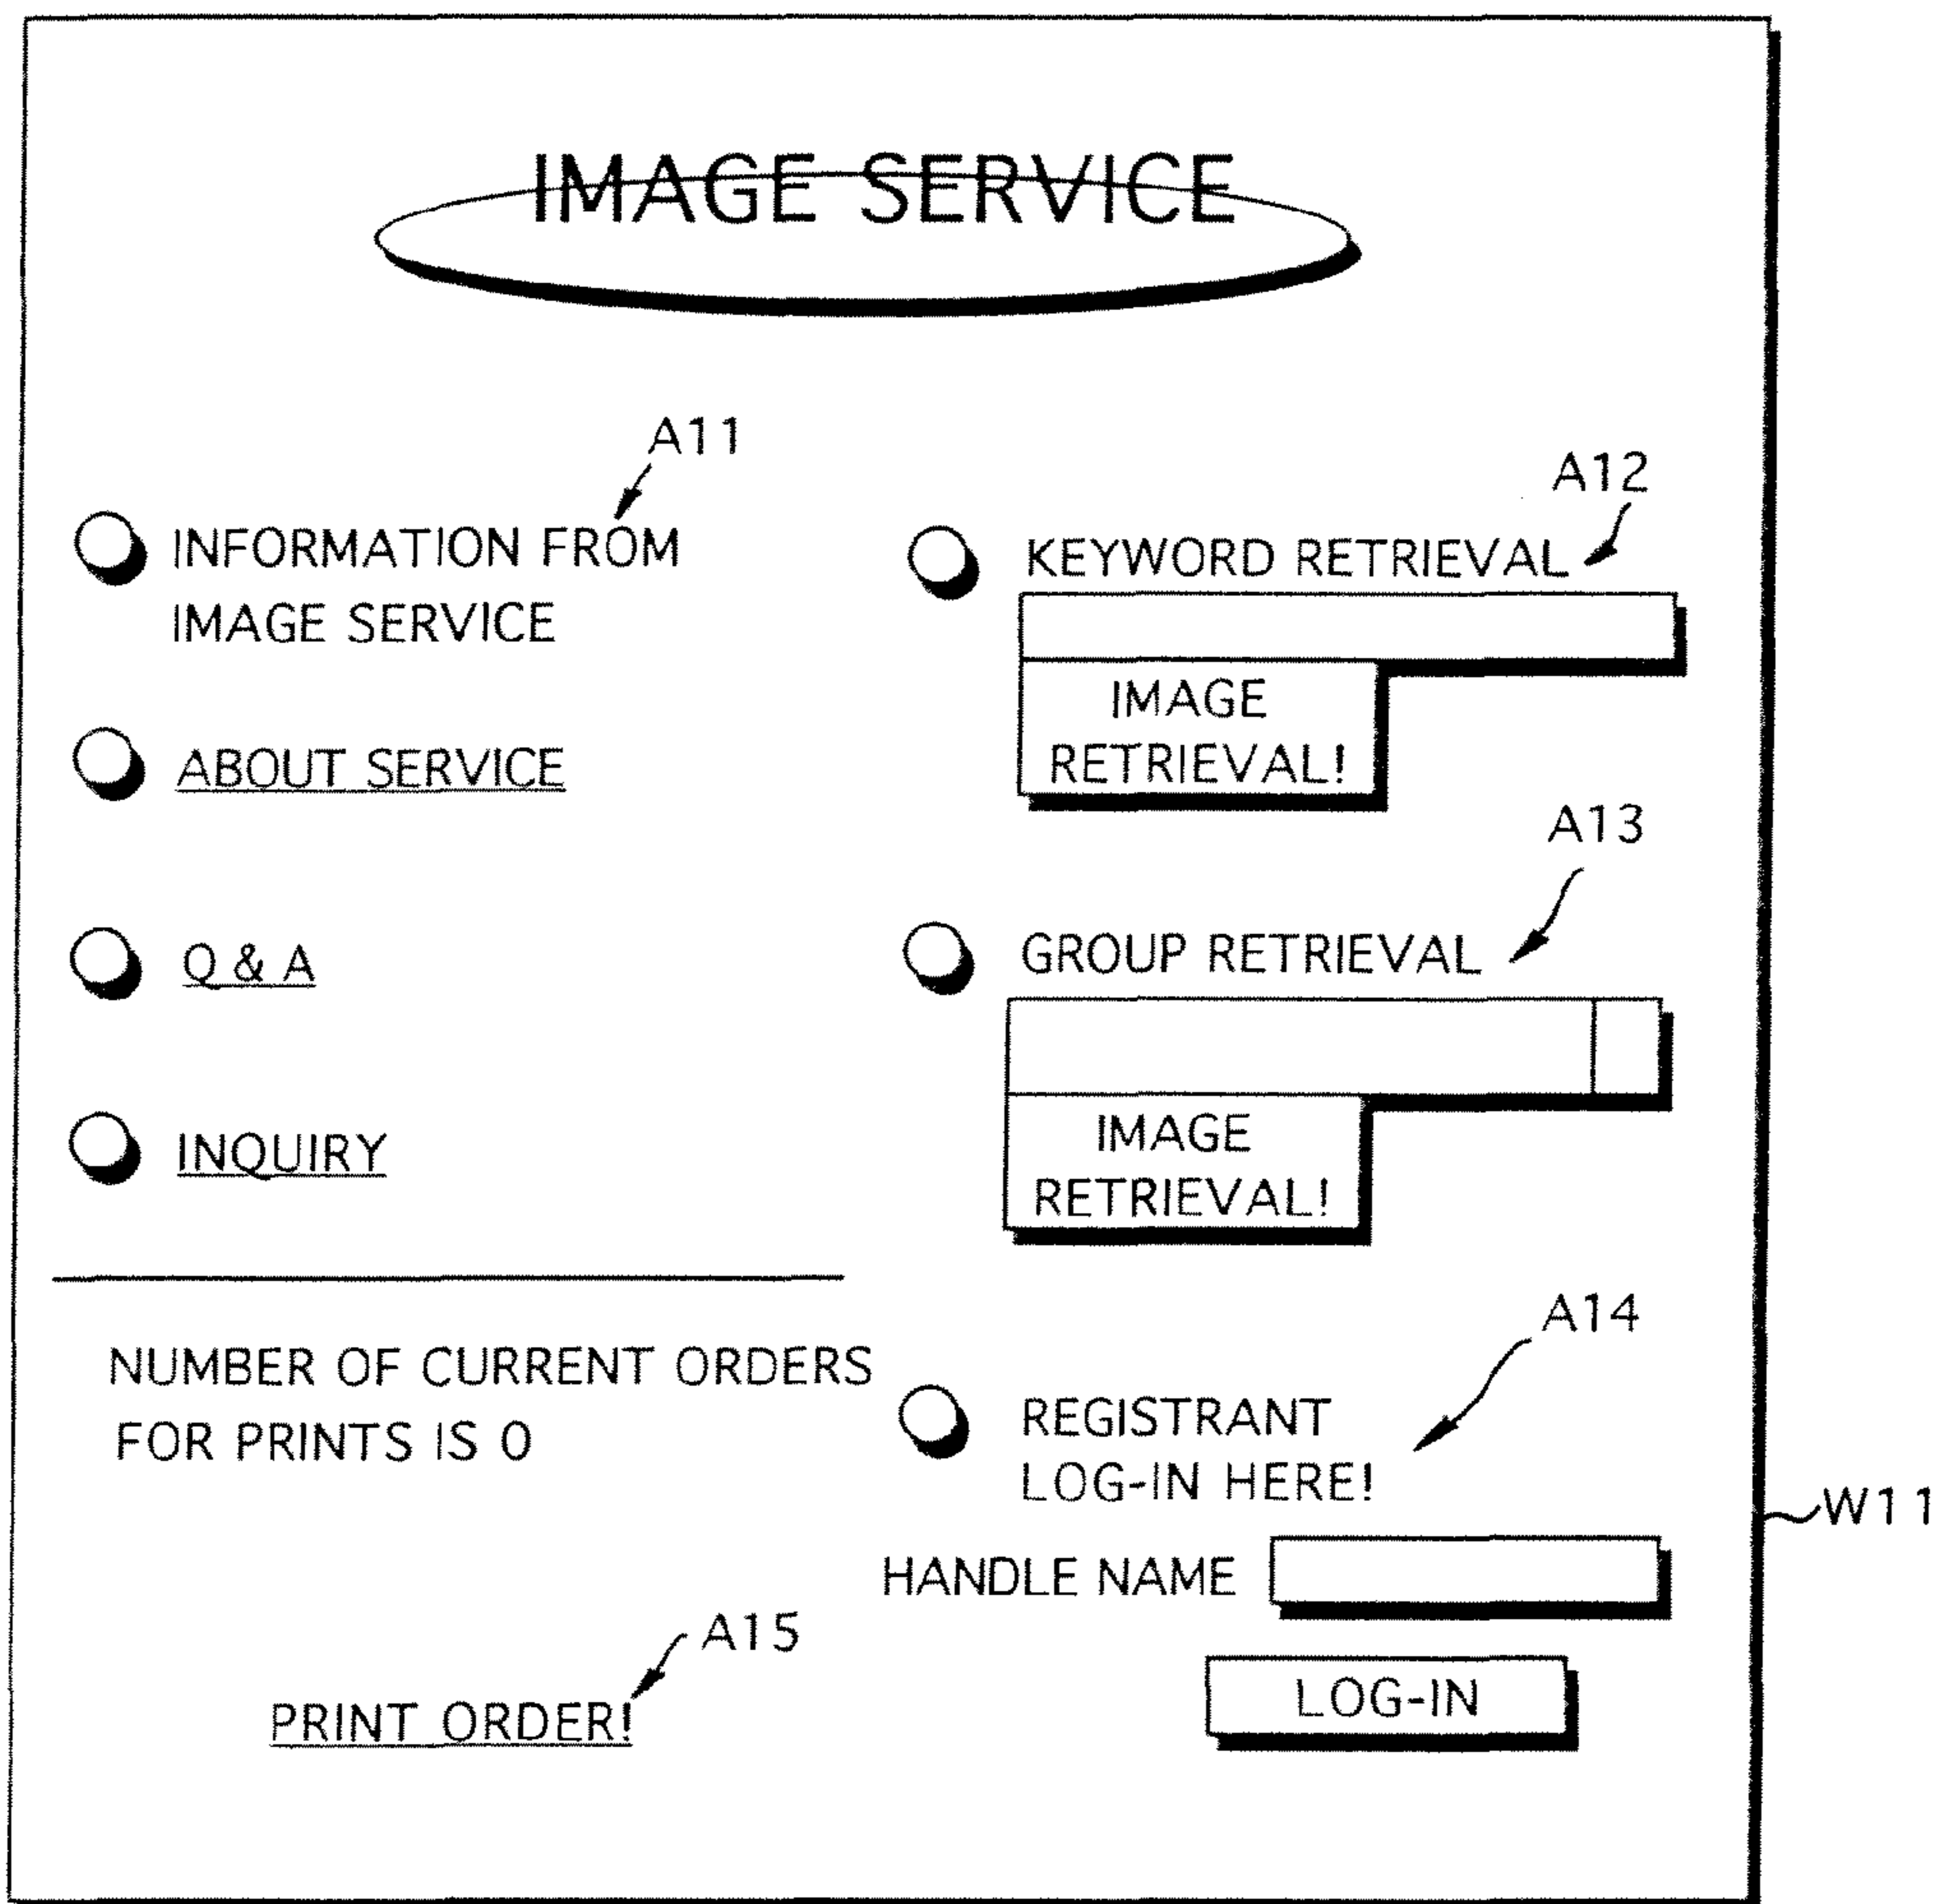 IMAGE SERVICE
A11
INFORMATION FROM
IMAGE SERVICE
ABOUT SERVICE
Q & A
INQUIRY
NUMBER OF CURRENT ORDERS
FOR PRINTS IS 0
A15
PRINT ORDER!
A12
KEYWORD RETRIEVAL
IMAGE
RETRIEVAL!
A13
GROUP RETRIEVAL
IMAGE
RETRIEVAL!
A14
REGISTRANT
LOG-IN HERE!
HANDLE NAME
LOG-IN
W11